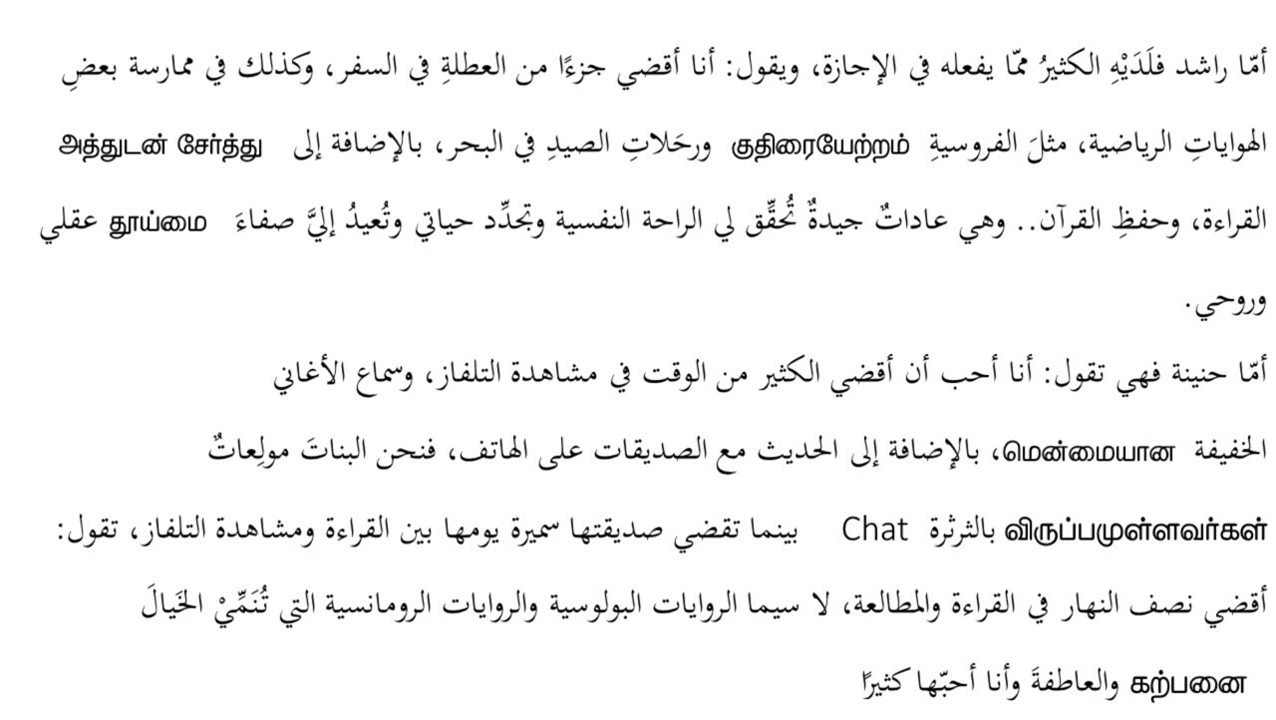 أمّا راشد فلَدَيْهِ الكثيرُ ممّا يفعله في الإجازة، ويقول: أنا أقضي جزءًا من العطلةِ في السفر، وكذلك في ممارسة بعضِ
الهواياتِ الرياضية، مثلَ الفروسيةِ குதிரையேற்றம் ورحَلاتِ الصيدِ في البحر، بالإضافة إلى அத்துடன் சேர்த்து
القراءة، وحفظِ القرآن.. وهي عاداتٌ جيدةٌ تُحقِّق لي الراحة النفسية وتجدِّد حياتي وتُعيدُ إليَّ صفاءَ தூய்மை عقلي
وروحي.
أمّا حنينة فهي تقول: أنا أحب أن أقضي الكثير من الوقت في مشاهدة التلفاز، وسماع الأغاني
الخفيفة மென்மையான، بالإضافة إلى الحديث مع الصديقات على الهاتف، فنحن البناتَ مولِعاتٌ
விருப்பமுள்ளவர்கள் بالثرثرة Chat بينما تقضي صديقتها سميرة يومها بين القراءة ومشاهدة التلفاز، تقول:
أقضي نصف النهار في القراءة والمطالعة، لا سيما الروايات البولوسية والروايات الرومانسية التي تُنَمِّيْ الخَيالَ
கற்பனை والعاطفةَ وأنا أحبّها كثيرًا